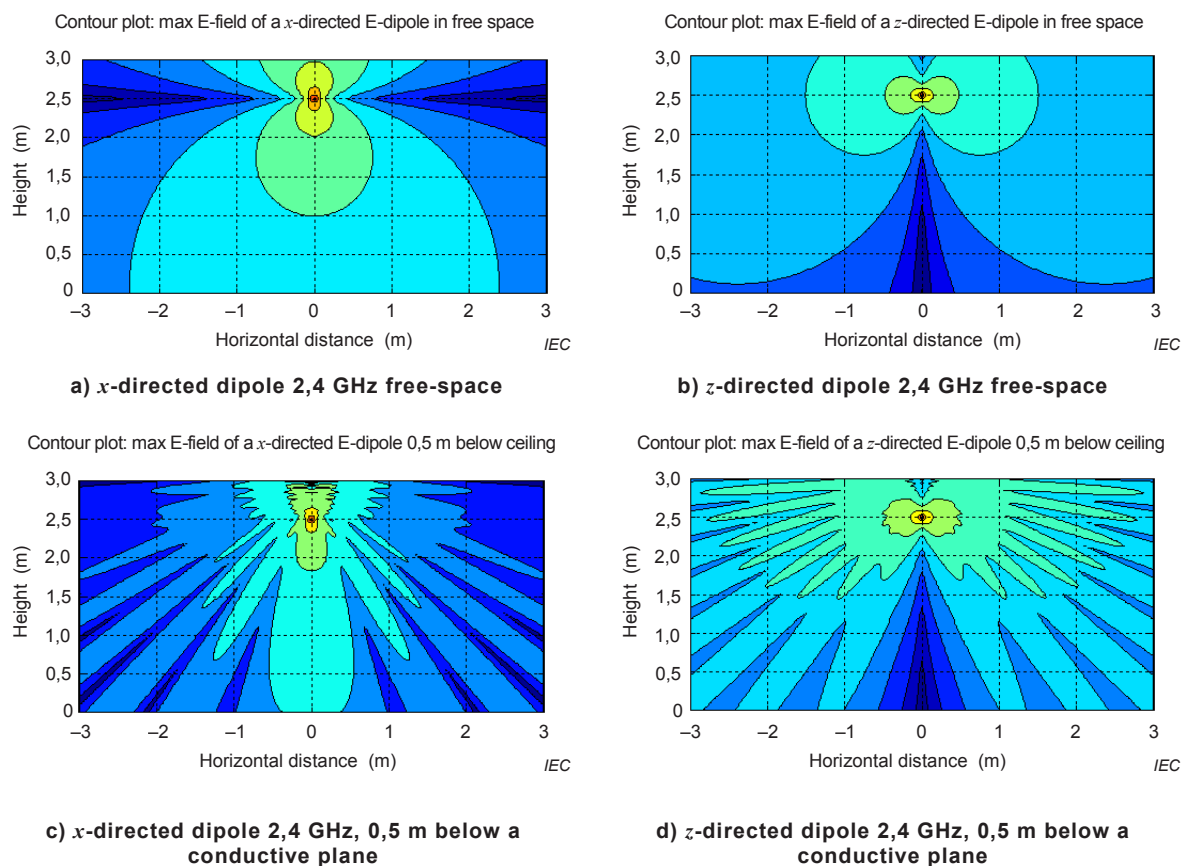 Contour plot: max E-field of a x-directed E-dipole in free space
3,0
2,5
2,0
1,5
1,0
0,5
0
Height (m)
–3 –2 –1 0 1 2 3
Horizontal distance (m)
IEC
a) x-directed dipole 2,4 GHz free-space
Contour plot: max E-field of a z-directed E-dipole in free space
3,0
2,5
2,0
1,5
1,0
0,5
0
Height (m)
–3 –2 –1 0 1 2 3
Horizontal distance (m)
IEC
b) z-directed dipole 2,4 GHz free-space
Contour plot: max E-field of a x-directed E-dipole 0,5 m below ceiling
3,0
2,5
2,0
1,5
1,0
0,5
0
Height (m)
–3 –2 –1 0 1 2 3
Horizontal distance (m)
IEC
c) x-directed dipole 2,4 GHz, 0,5 m below a
conductive plane
Contour plot: max E-field of a z-directed E-dipole 0,5 m below ceiling
3,0
2,5
2,0
1,5
1,0
0,5
0
Height (m)
–3 –2 –1 0 1 2 3
Horizontal distance (m)
IEC
d) z-directed dipole 2,4 GHz, 0,5 m below a
conductive plane